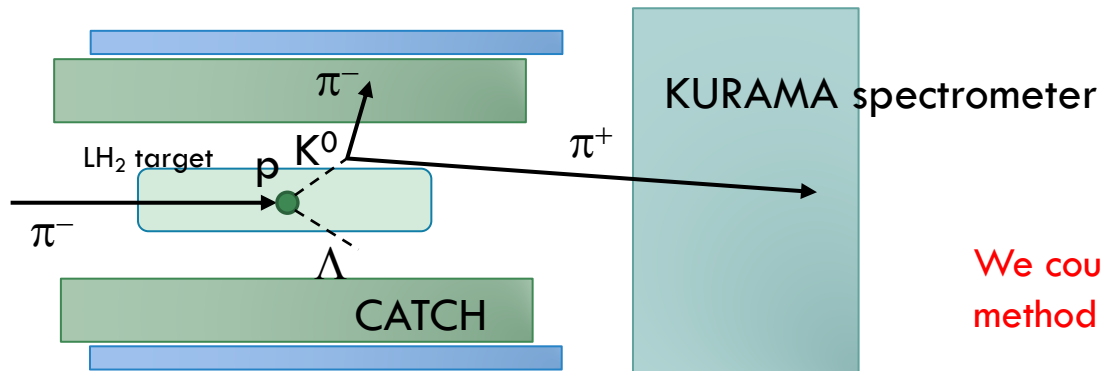 π⁻
KURAMA spectrometer
π⁺
K⁰
LH₂ target
p
π⁻
Λ
We cou
method
CATCH